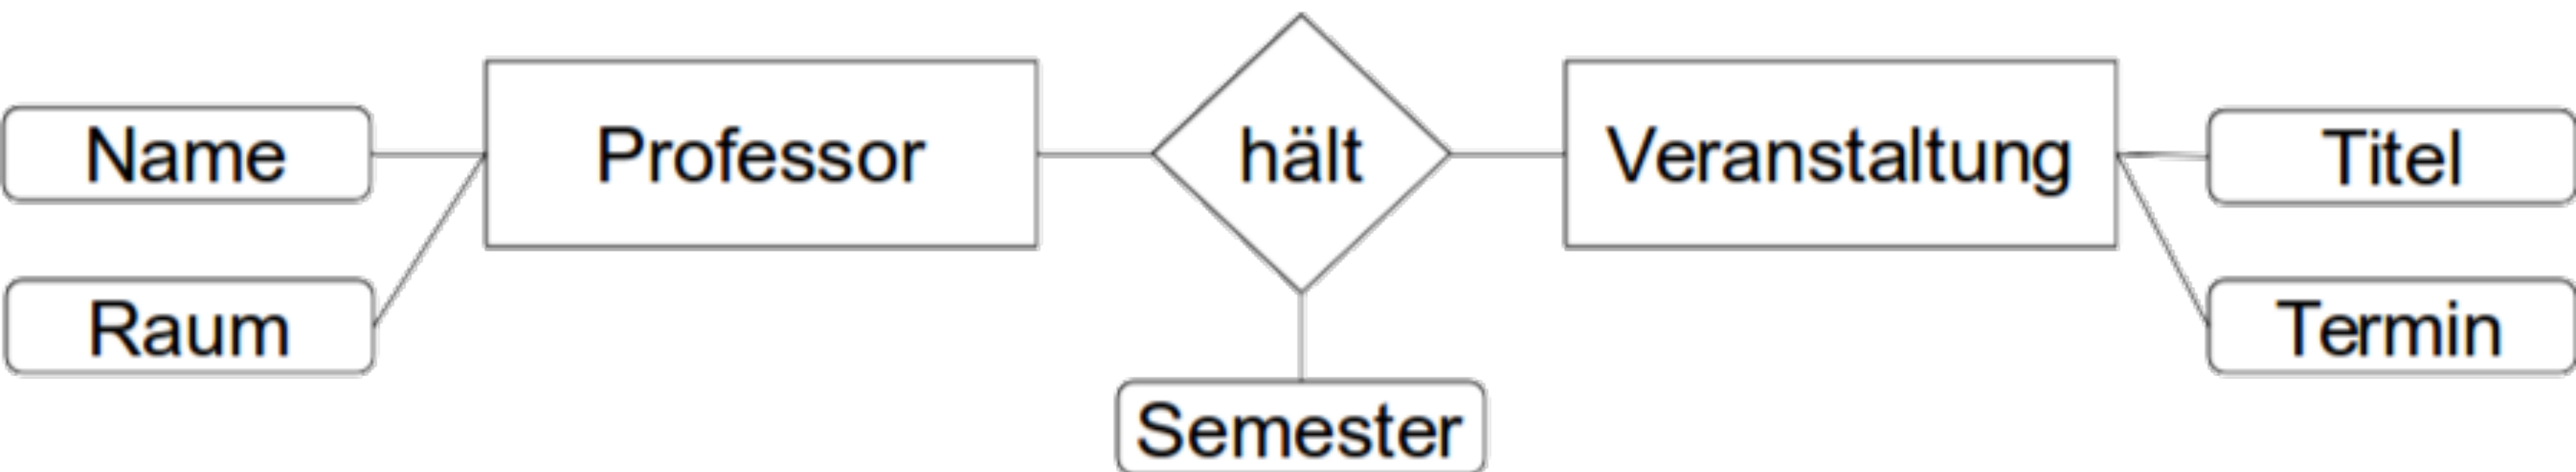 Name
Professor
hält
Veranstaltung
Titel
Raum
Termin
Semester